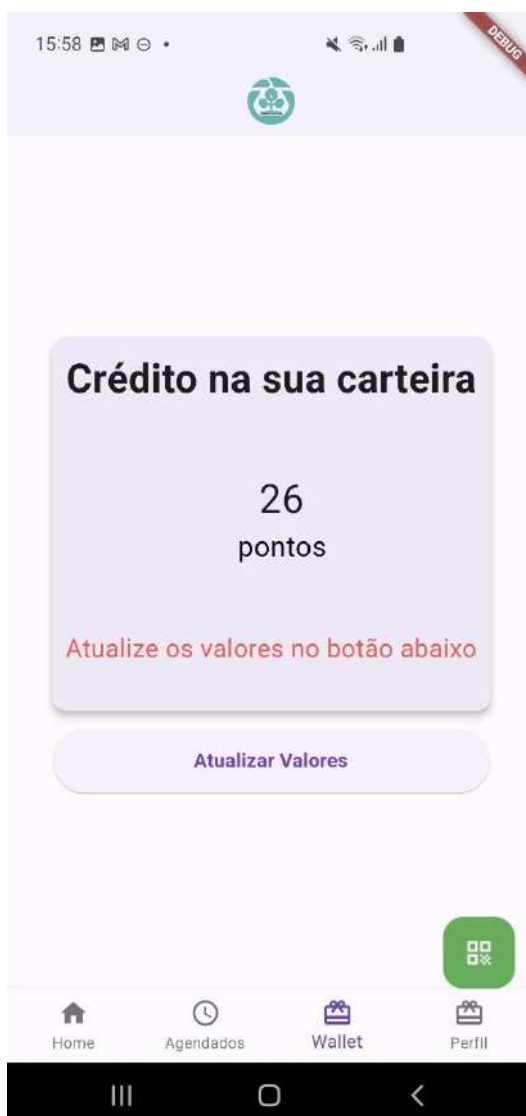 15:58
DEBUG
Crédito na sua carteira
26
pontos
Atualize os valores no botão abaixo
Atualizar Valores
Home
Agendados
Wallet
Perfil